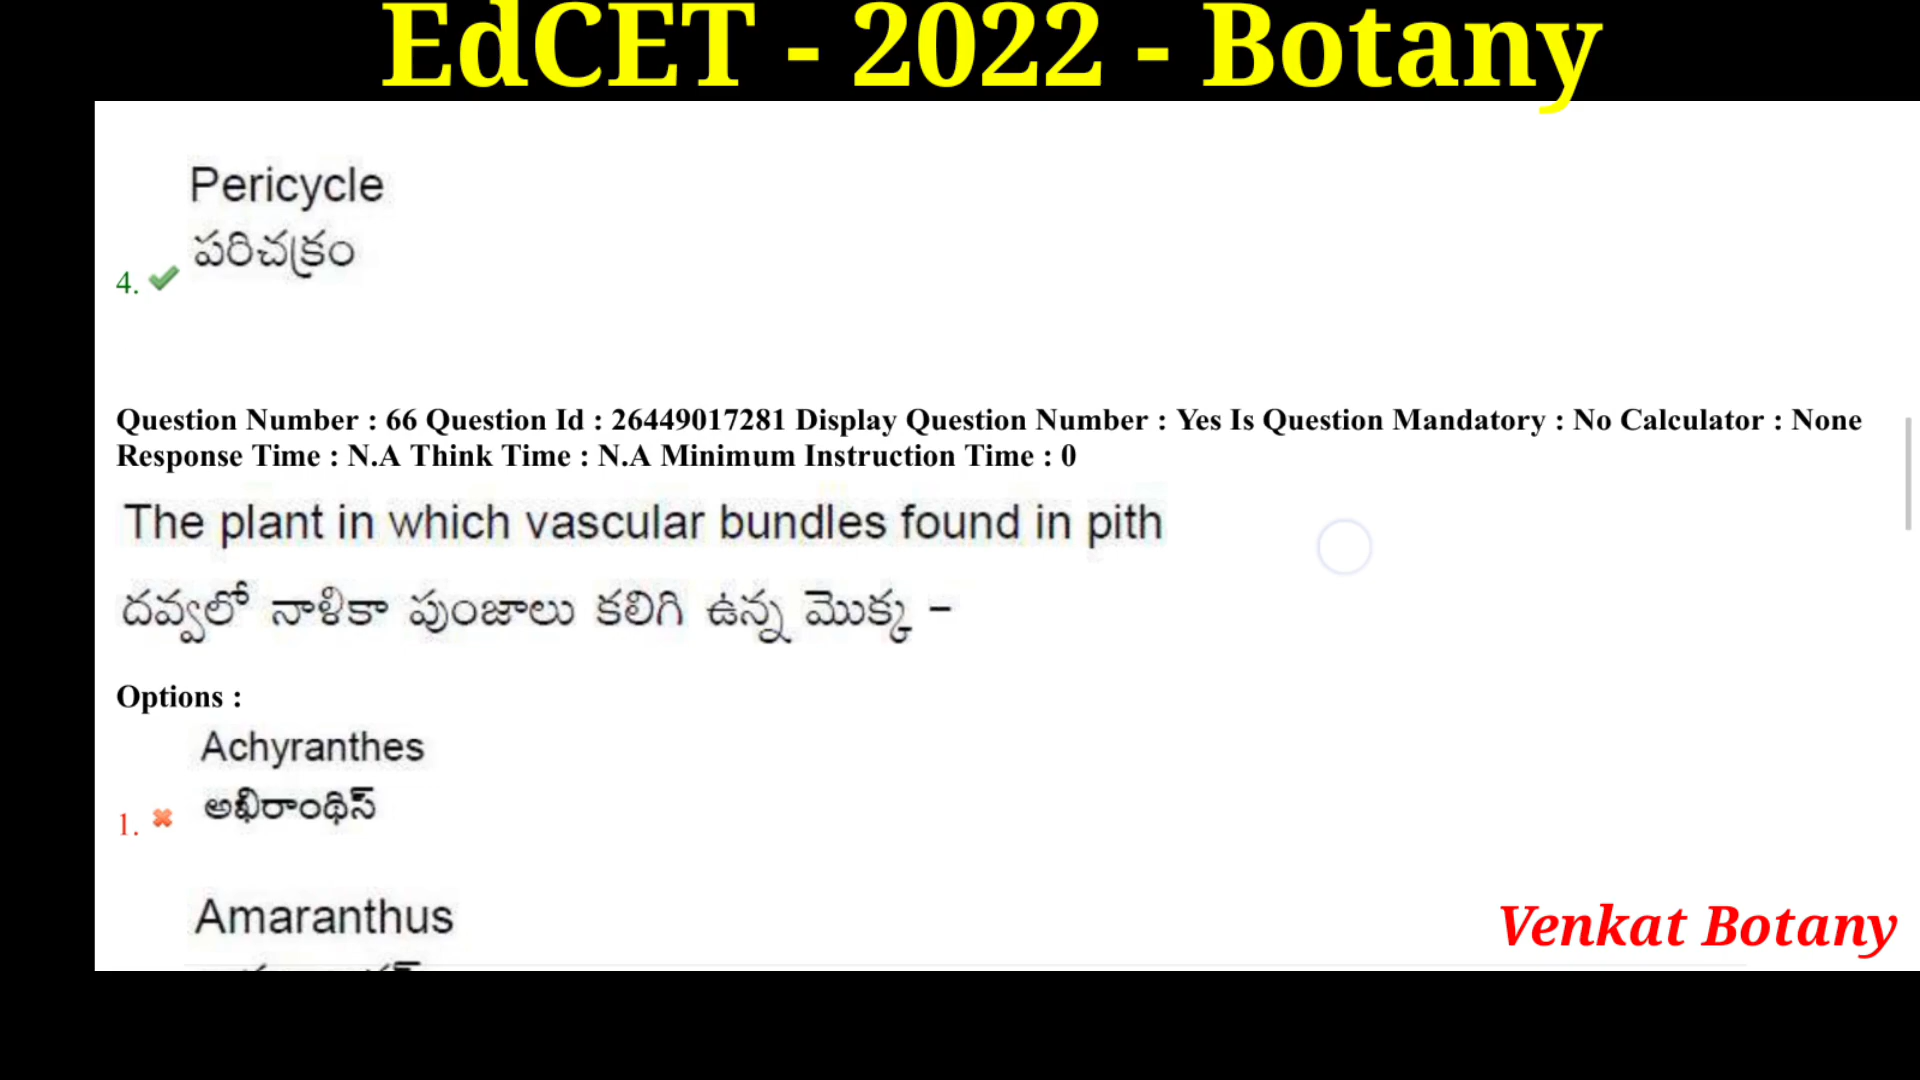 EdCET - 2022 - Botany
Pericycle
పరిచక్రం
4.
Question Number : 66 Question Id : 26449017281 Display Question Number : Yes Is Question Mandatory : No Calculator : None
Response Time : N.A Think Time : N.A Minimum Instruction Time : 0
The plant in which vascular bundles found in pith
దవ్వలో నాళికా పుంజాలు కలిగి ఉన్న మొక్క –
Options :
Achyranthes
అఖిరాంథిస్
1.
Amaranthus
Venkat Botany